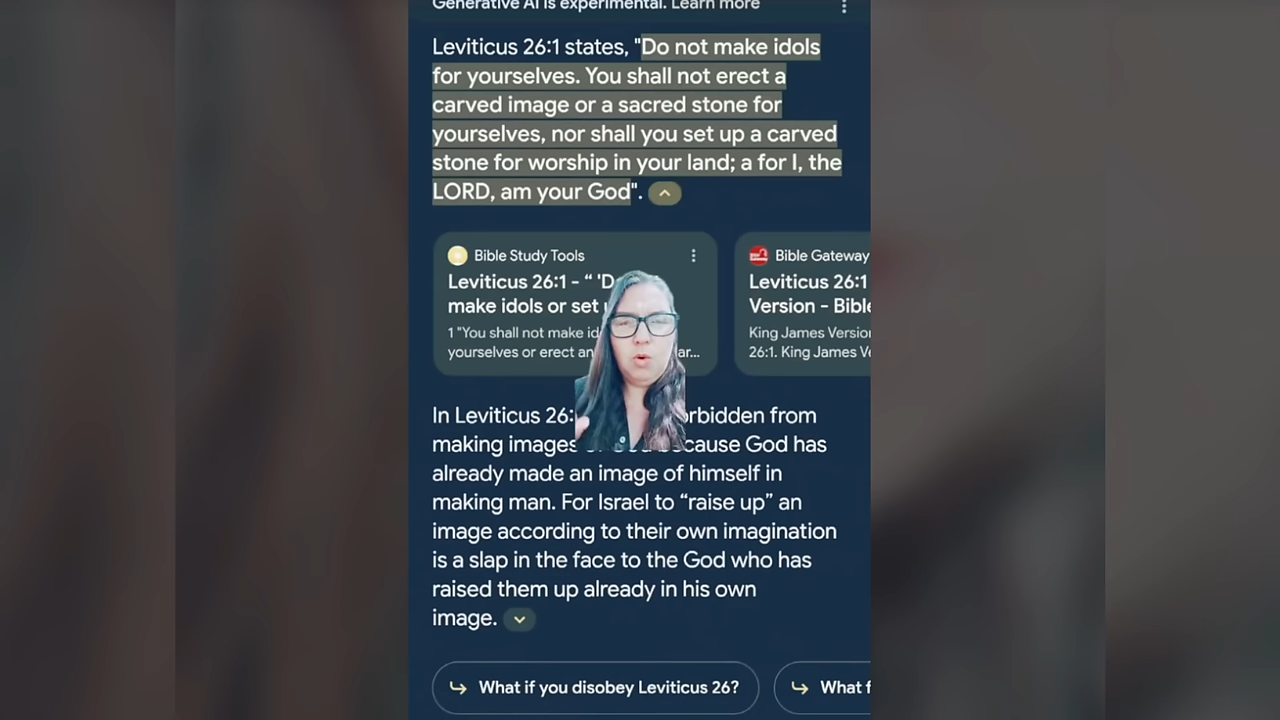 Generative AI is experimental. Learn more
Leviticus 26:1 states, "Do not make idols
for yourselves. You shall not erect a
carved image or a sacred stone for
yourselves, nor shall you set up a carved
stone for worship in your land; a for I, the
LORD, am your God".
Bible Study Tools
Leviticus 26:1 - “ 'D
make idols or set
1 "You shall not make
yourselves or erect
Bible Gateway
Leviticus 26:1
Version -
King James
26:1. King James
In Leviticus 26: forbidden from
making images because God has
already made an image of himself in
making man. For Israel to “raise up” an
image according to their own imagination
is a slap in the face to the God who has
raised them up already in his own
image.
What if you disobey Leviticus 26?
What